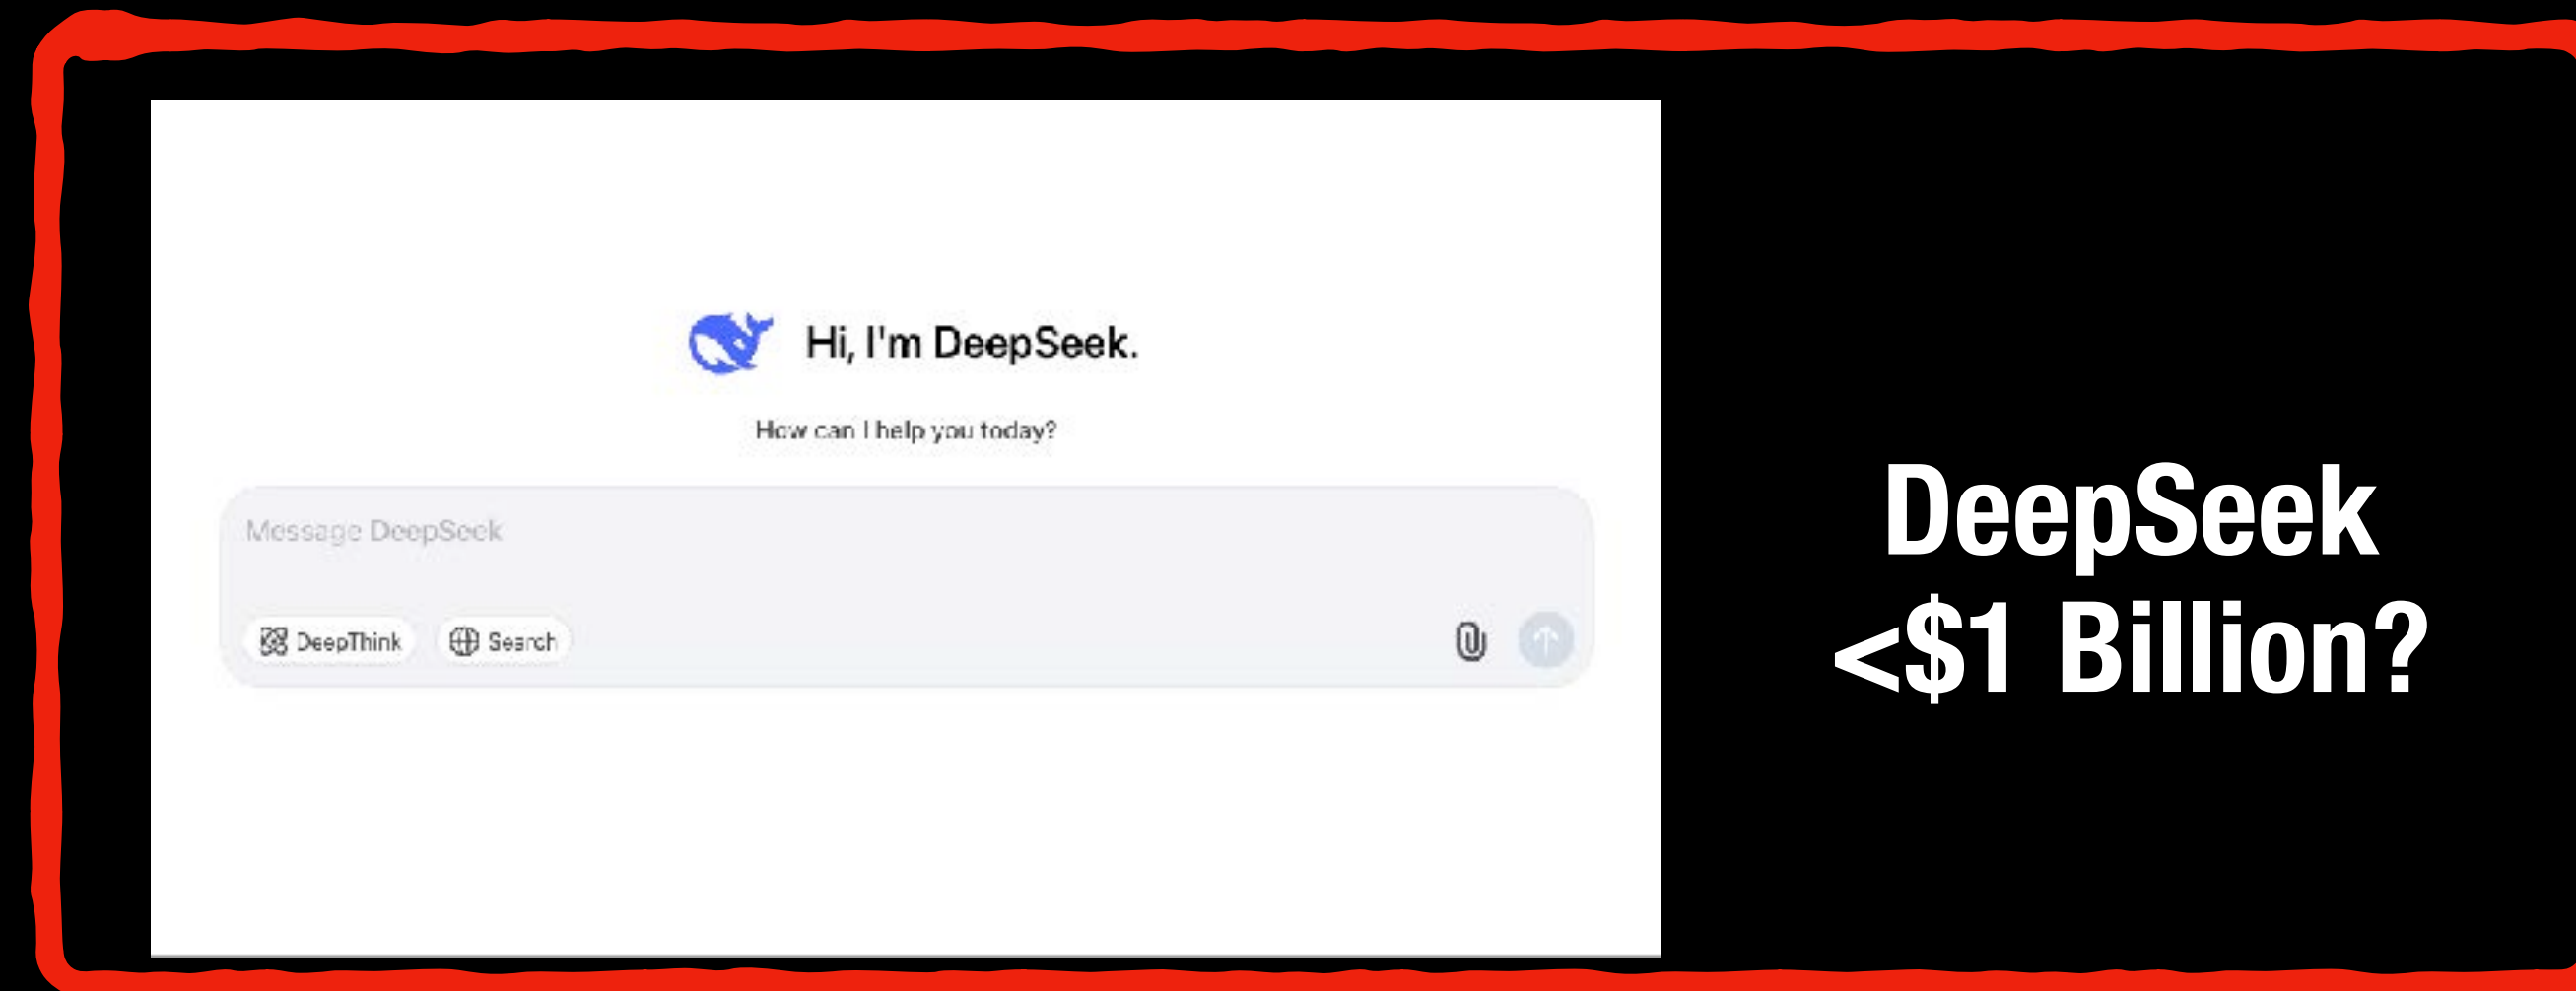 Hi, I'm DeepSeek.
How can I help you today?
Message DeepSeek
DeepThink
Search
DeepSeek
<$1 Billion?